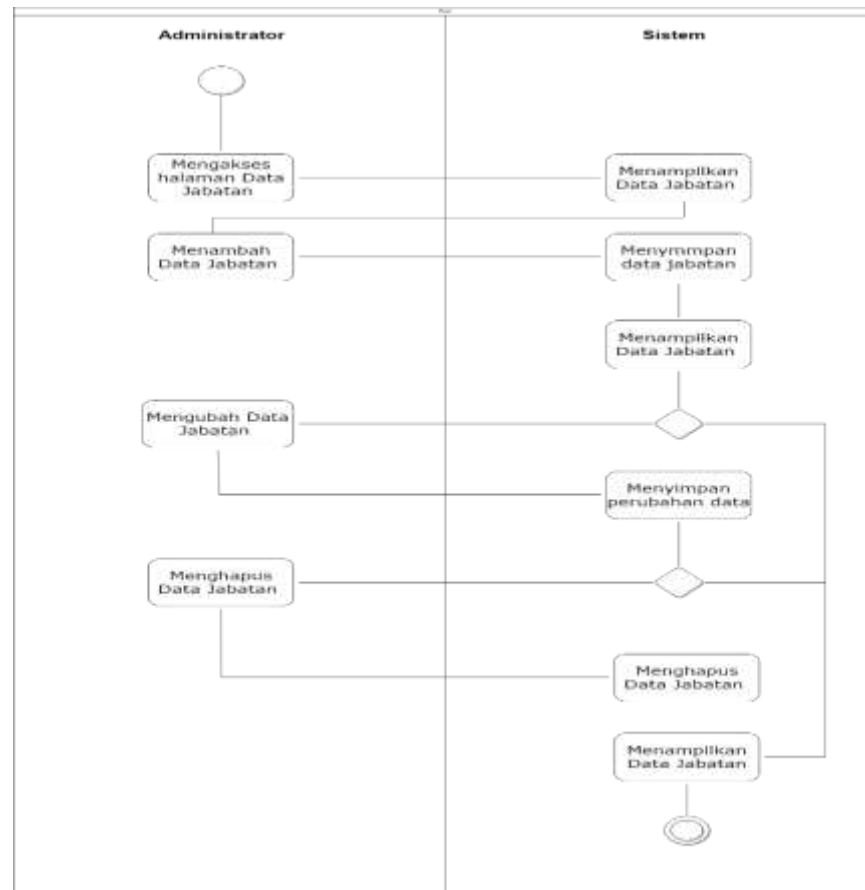 Administrator
Sistem
Mengakses
halaman Data
Jabatan
Menampilkan
Data Jabatan
Menambah
Data Jabatan
Menymmpan
data jabatan
Menampilkan
Data Jabatan
Mengubah Data
Jabatan
Menyimpan
perubahan data
Menghapus
Data Jabatan
Menghapus
Data Jabatan
Menampilkan
Data Jabatan